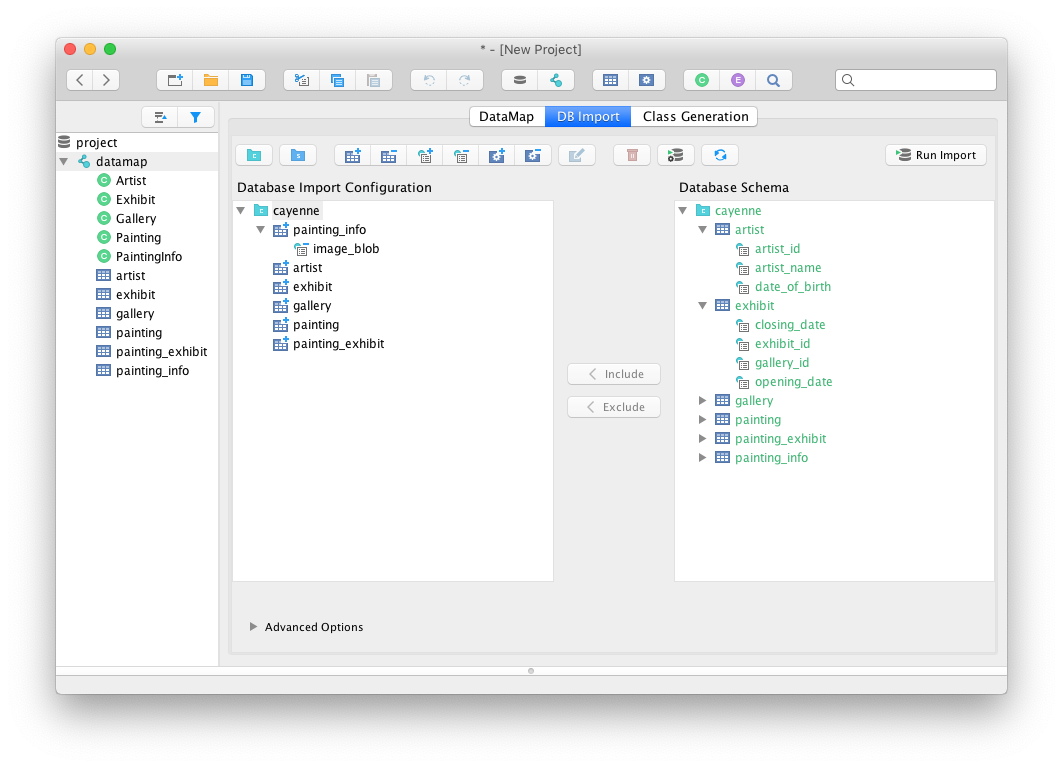 * - [New Project]
C
E
DataMap
DB Import
Class Generation
project
datamap
C Artist
C Exhibit
C Gallery
C Painting
C PaintingInfo
artist
exhibit
gallery
painting
painting_exhibit
painting_info
C
S
Run Import
Database Import Configuration
C cayenne
painting_info
image_blob
artist
exhibit
gallery
painting
painting_exhibit
Include
Exclude
Database Schema
C cayenne
artist
artist_id
artist_name
date_of_birth
exhibit
closing_date
exhibit_id
gallery_id
opening_date
gallery
painting
painting_exhibit
painting_info
Advanced Options